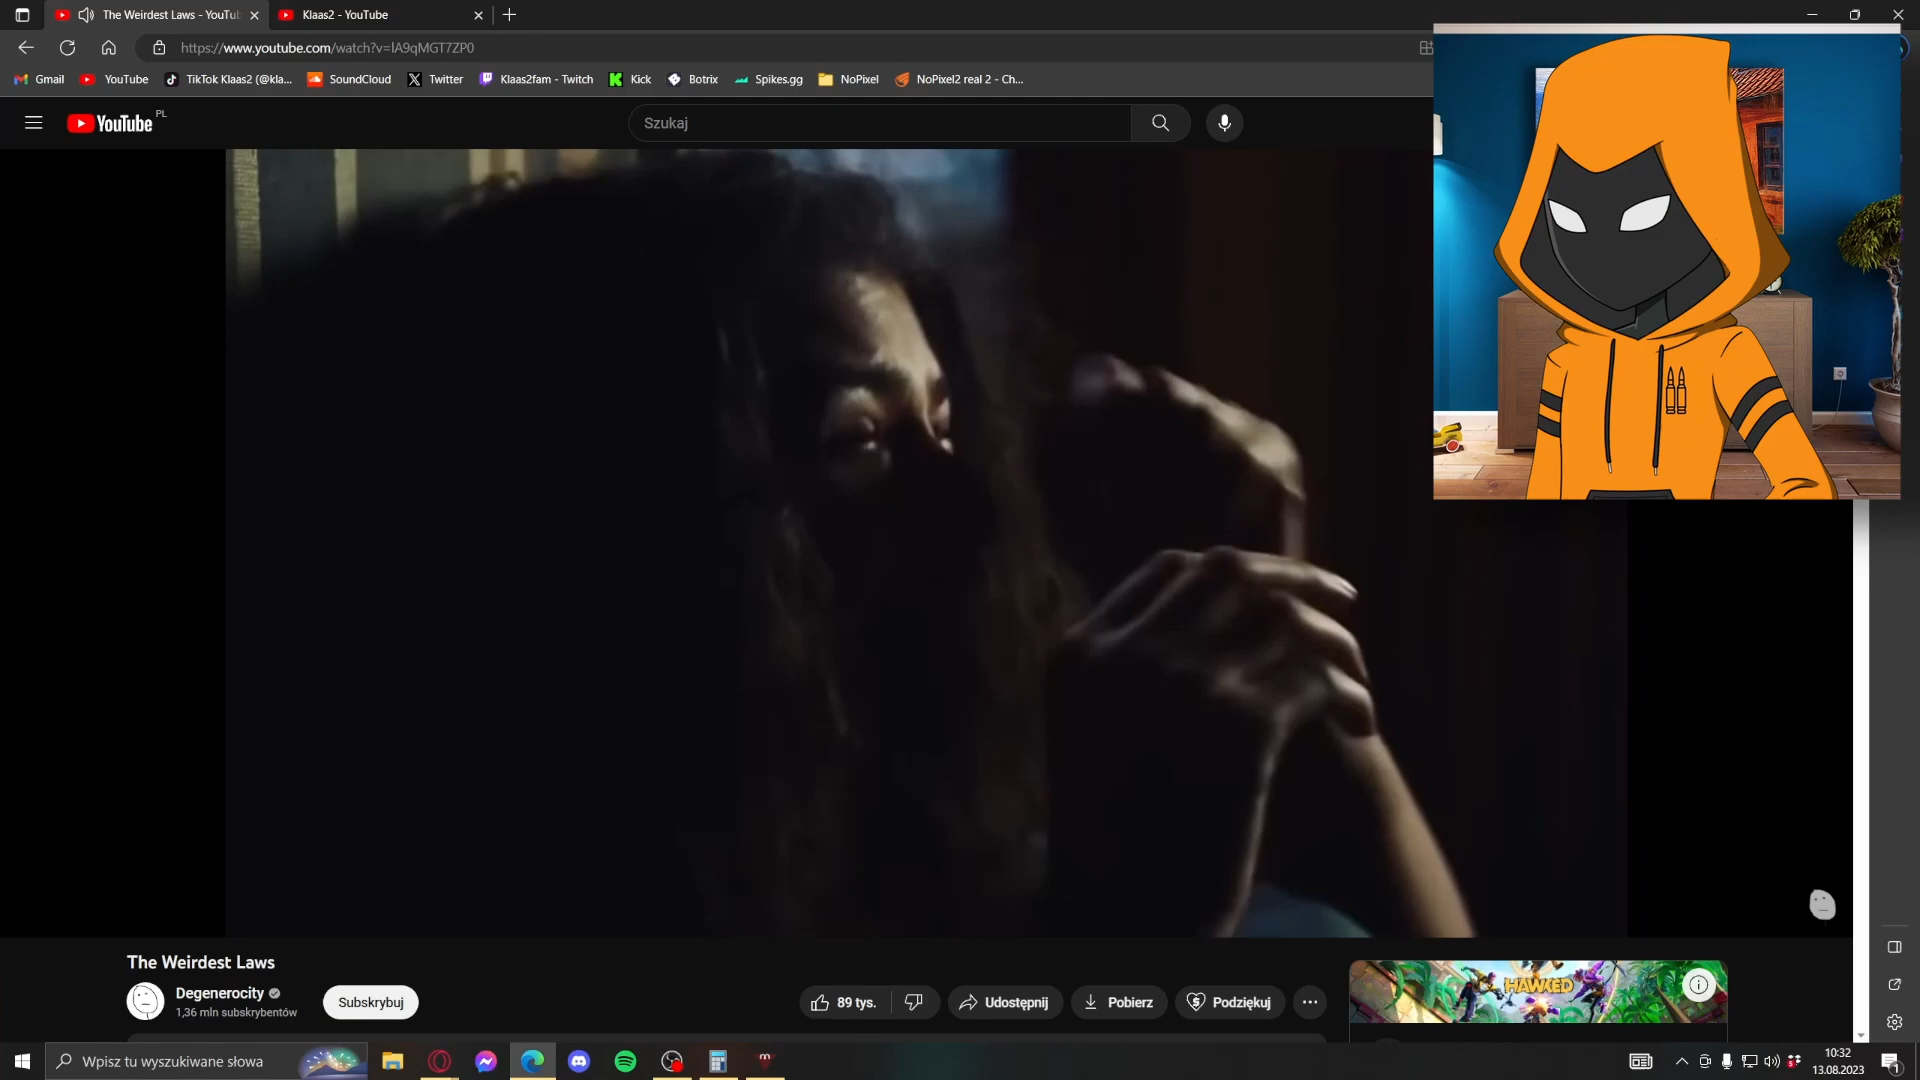 The Weirdest Laws - YouTub
Klaas2 - YouTube
https://www.youtube.com/watch?v=lA9qMGT7ZP0
Gmail
YouTube
TikTok Klaas2 (@kla...
SoundCloud
Twitter
Klaas2fam - Twitch
Kick
Botrix
Spikes.gg
NoPixel
NoPixel2 real 2 - Ch...
YouTube PL
Szukaj
The Weirdest Laws
Degenerocity
1,36 mln subskrybentów
Subskrybuj
89 tys.
Udostępnij
Pobierz
Podziękuj
HAWKED
Wpisz tu wyszukiwane słowa
10:32
13.08.2023
1